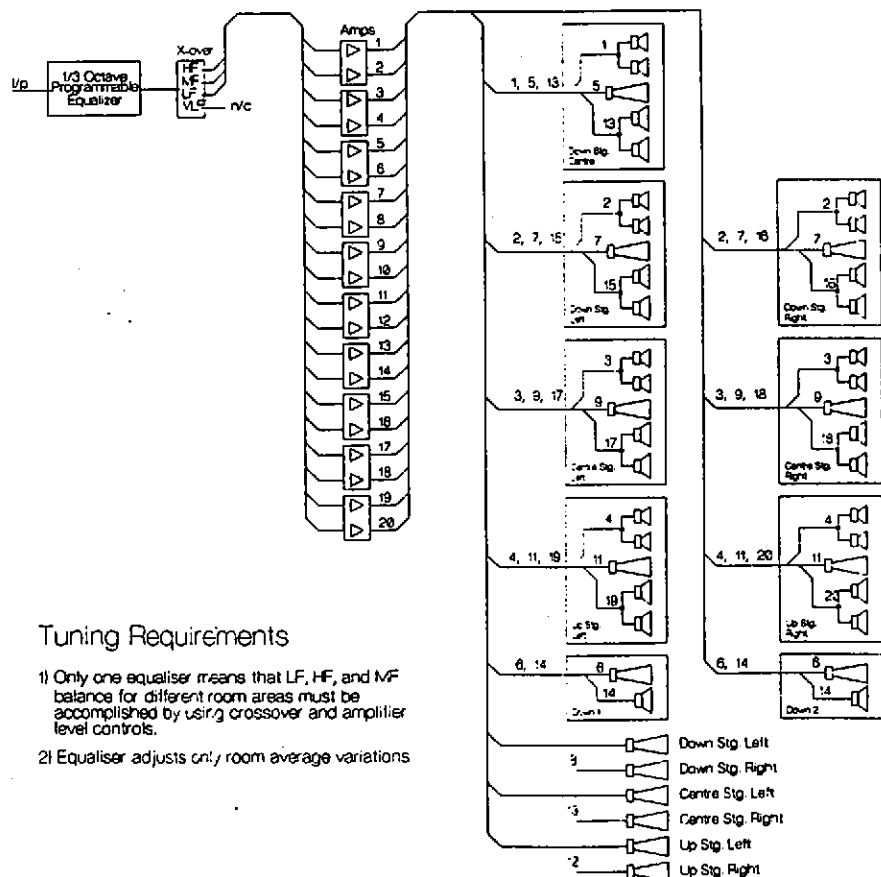 Amps
X-over
HF
MF
LF
VLF
n/c
i/p
1/3 Octave
Programmable
Equalizer
1
2
3
4
5
6
7
8
9
10
11
12
13
14
15
16
17
18
19
20
1, 5, 13
1
5
13
Down Stg.
Centre
2, 7, 15
2
7
15
Down Stg.
Left
2, 7, 16
2
7
16
Down Stg.
Right
3, 9, 17
3
9
17
Centre Stg.
Left
3, 9, 18
3
9
18
Centre Stg.
Right
4, 11, 19
4
11
19
Up Stg.
Left
4, 11, 20
4
11
20
Up Stg.
Right
6, 14
6
14
Down 1
6, 14
6
14
Down 2
Down Stg. Left
Down Stg. Right
Centre Stg. Left
Centre Stg. Right
Up Stg. Left
12
Up Stg. Right
Tuning Requirements
1) Only one equaliser means that LF, HF, and MF
balance for different room areas must be
accomplished by using crossover and amplifier
level controls.
2) Equaliser adjusts only room average variations